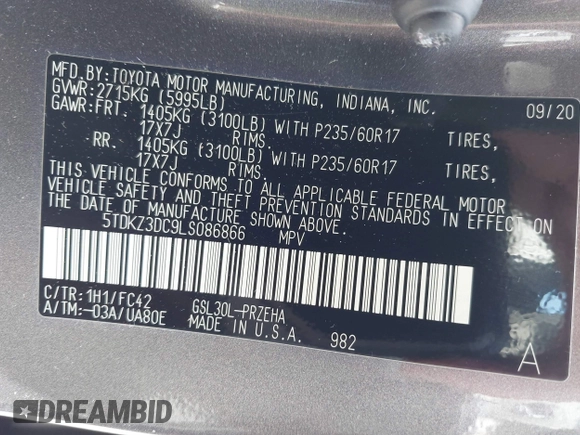 MFD.BY:TOYOTA MOTOR MANUFACTURING, INDIANA, INC. 09/20
GVWR:2715KG (5995LB)
GAWR:FRT. 1405KG (3100LB) WITH P235/60R17 TIRES,
17X7J RIMS.
RR. 1405KG (3100LB) WITH P235/60R17 TIRES,
17X7J RIMS.
THIS VEHICLE CONFORMS TO ALL APPLICABLE FEDERAL MOTOR
VEHICLE SAFETY AND THEFT PREVENTION STANDARDS IN EFFECT ON
THE DATE OF MANUFACTURE SHOWN ABOVE.
5TDKZ3DC9LS086866 MPV
C/TR:1H1/FC42 GSL30L-PRZEHA
A/TM:-03A/UA80E MADE IN U.S.A. 982 A
DREAMBID